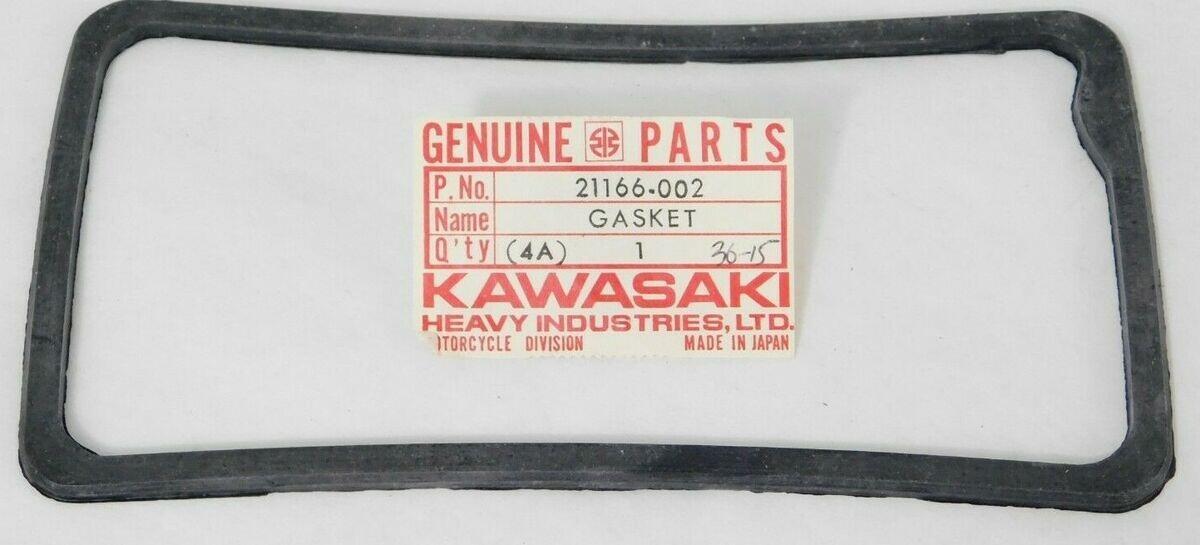 GENUINE PARTS
P. No. 21166-002
Name GASKET
Q'ty (4A) 1 36-15
KAWASAKI
HEAVY INDUSTRIES, LTD.
OTORCYCLE DIVISION MADE IN JAPAN